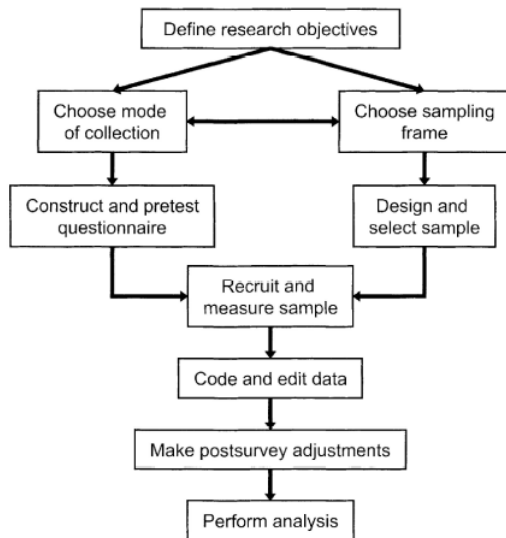 Define research objectives
Choose mode
of collection
Choose sampling
frame
Construct and pretest
questionnaire
Design and
select sample
Recruit and
measure sample
Code and edit data
Make postsurvey adjustments
Perform analysis